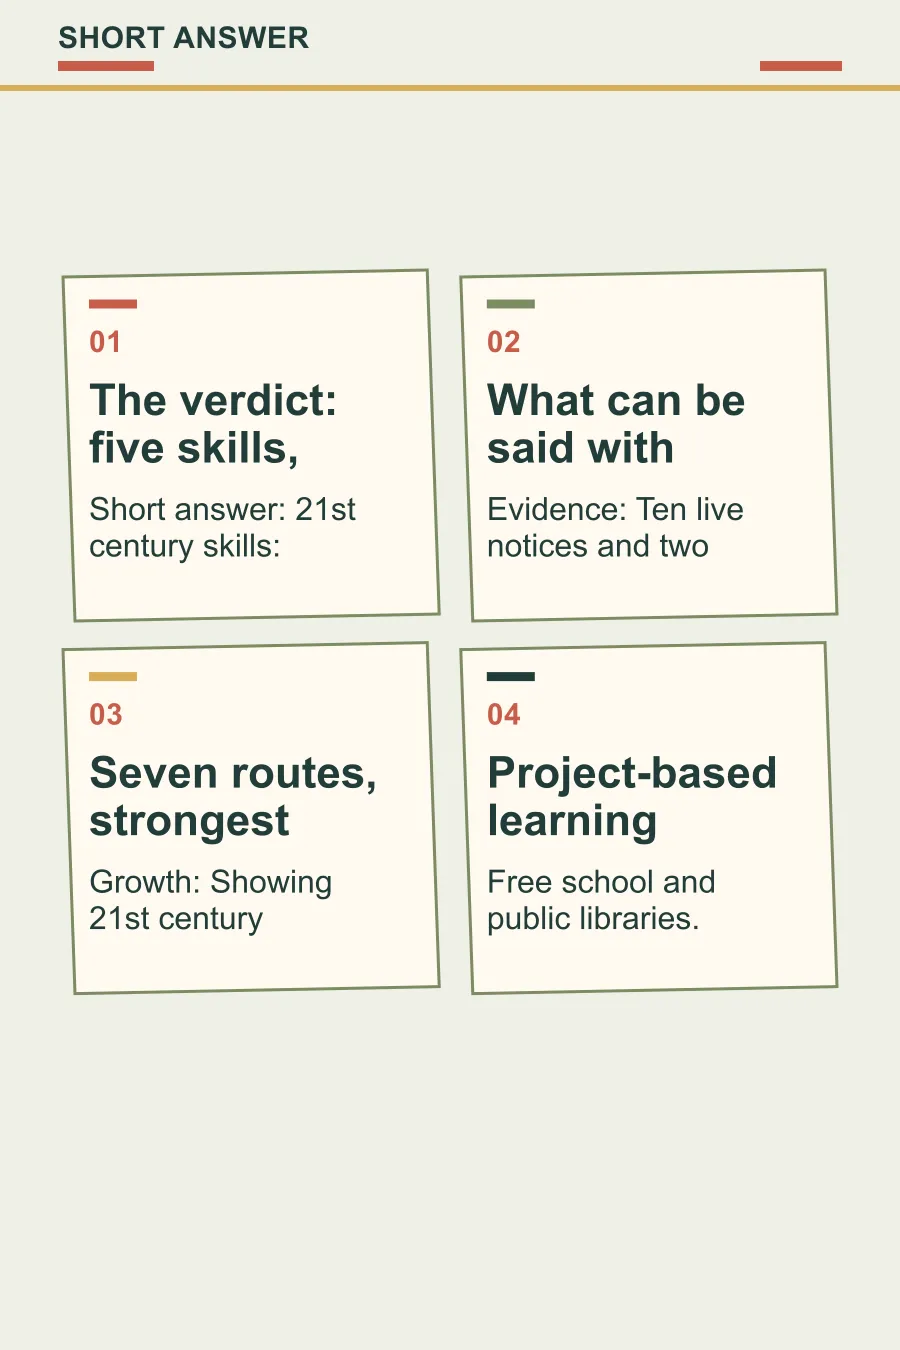 SHORT ANSWER
01
The verdict:
five skills,
Short answer: 21st
century skills:
02
What can be
said with
Evidence: Ten live
notices and two
03
Seven routes,
strongest
Growth: Showing
21st century
04
Project-based
learning
Free school and
public libraries.